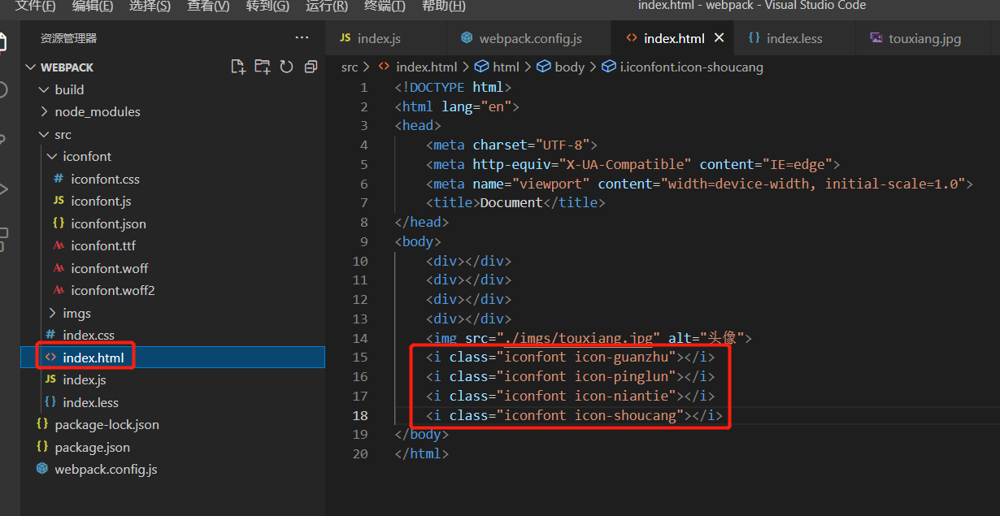 文件(F) 编辑(E) 选择(S) 查看(V) 转到(G) 运行(R) 终端(T) 帮助(H) index.html - webpack - Visual Studio Code
资源管理器 ···
WEBPACK
build
node_modules
src
iconfont
# iconfont.css
JS iconfont.js
{} iconfont.json
iconfont.ttf
iconfont.woff
iconfont.woff2
imgs
# index.css
<> index.html
JS index.js
{} index.less
{} package-lock.json
{} package.json
webpack.config.js
JS index.js webpack.config.js <> index.html × {} index.less touxiang.jpg
src > <> index.html > html > body > i.iconfont.icon-shoucang
1 <!DOCTYPE html>
2 <html lang="en">
3 <head>
4 <meta charset="UTF-8">
5 <meta http-equiv="X-UA-Compatible" content="IE=edge">
6 <meta name="viewport" content="width=device-width, initial-scale=1.0">
7 <title>Document</title>
8 </head>
9 <body>
10 <div></div>
11 <div></div>
12 <div></div>
13 <div></div>
14 <img src="./imgs/touxiang.jpg" alt="头像">
15 <i class="iconfont icon-guanzhu"></i>
16 <i class="iconfont icon-pinglun"></i>
17 <i class="iconfont icon-niantie"></i>
18 <i class="iconfont icon-shoucang"></i>
19 </body>
20 </html>